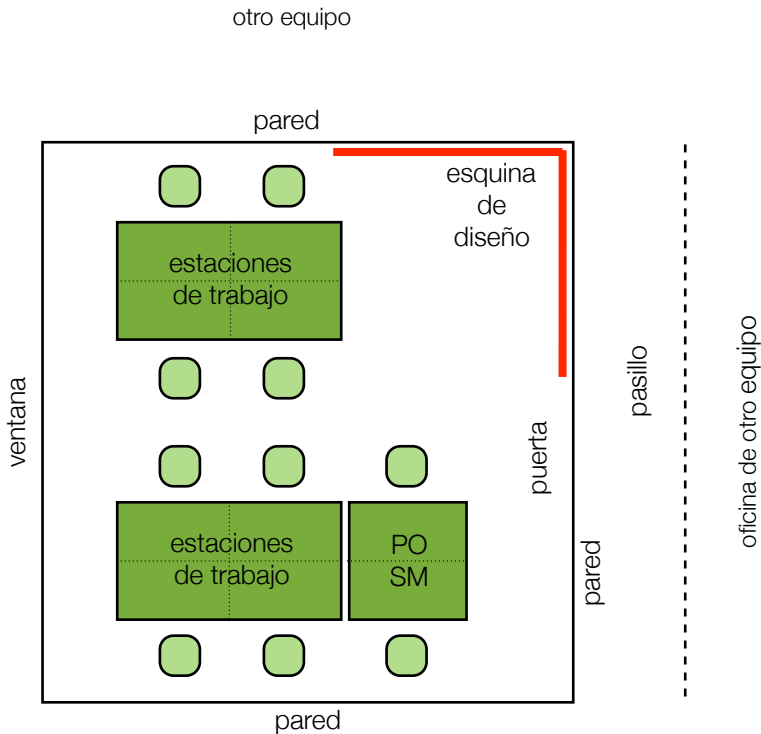 otro equipo
pared
esquina
de
diseño
estaciones
de trabajo
ventana
pasillo
oficina de otro equipo
puerta
estaciones
de trabajo
PO
SM
pared
pared